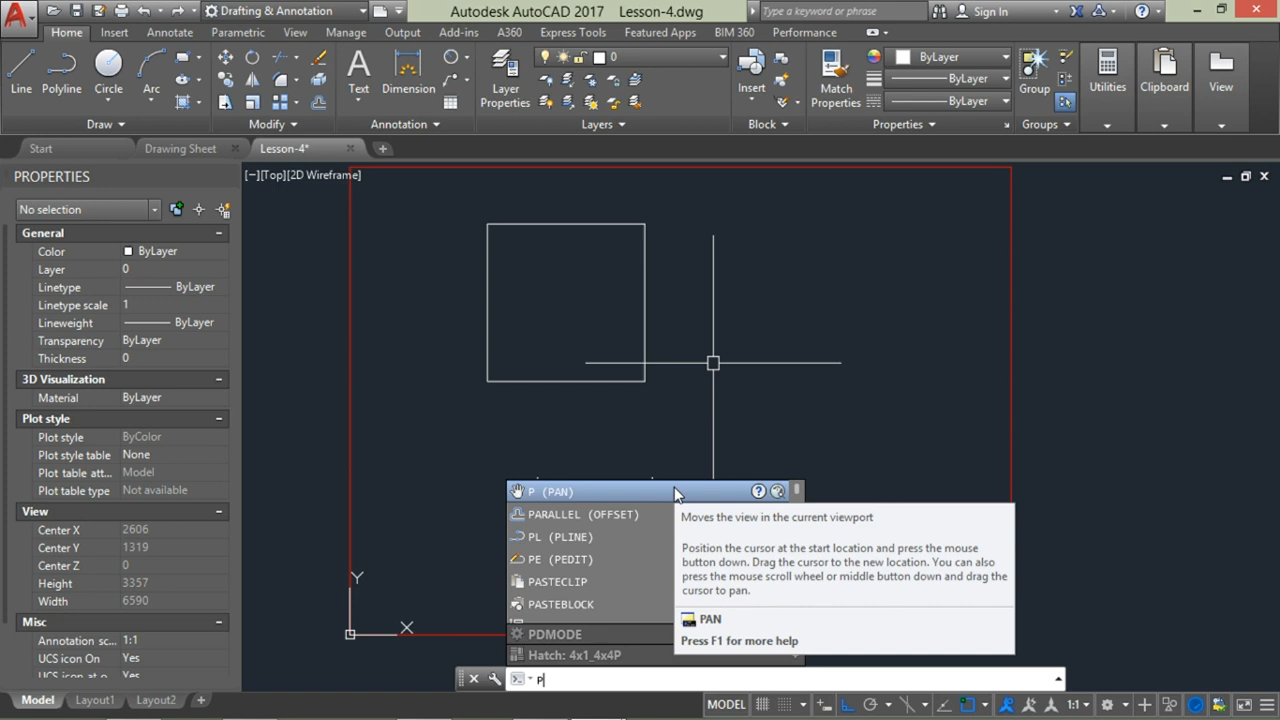 Drafting & Annotation
Autodesk AutoCAD 2017 Lesson-4.dwg
Type a keyword or phrase
Sign In
Home Insert Annotate Parametric View Manage Output Add-ins A360 Express Tools Featured Apps BIM 360 Performance
Line Polyline Circle Arc
Text Dimension
Layer Properties
0
Insert
Match Properties
ByLayer
ByLayer
ByLayer
Group
Utilities Clipboard View
Draw Modify Annotation Layers Block Properties Groups
Start Drawing Sheet Lesson-4*
PROPERTIES
[−][Top][2D Wireframe]
No selection
General
Color ByLayer
Layer 0
Linetype ByLayer
Linetype scale 1
Lineweight ByLayer
Transparency ByLayer
Thickness 0
3D Visualization
Material ByLayer
Plot style
Plot style ByColor
Plot style table None
Plot table att... Model
Plot table type Not available
View
Center X 2606
Center Y 1319
Center Z 0
Height 3357
Width 6590
Misc
Annotation sc 1:1
UCS icon On Yes
UCS icon at o Yes
Y
X
P (PAN)
PARALLEL (OFFSET)
PL (PLINE)
PE (PEDIT)
PASTECLIP
PASTEBLOCK
PDMODE
Hatch: 4x1_4x4P
Moves the view in the current viewport
Position the cursor at the start location and press the mouse
button down. Drag the cursor to the new location. You can also
press the mouse scroll wheel or middle button down and drag the
cursor to pan.
PAN
Press F1 for more help
P
Model Layout1 Layout2
MODEL
1:1